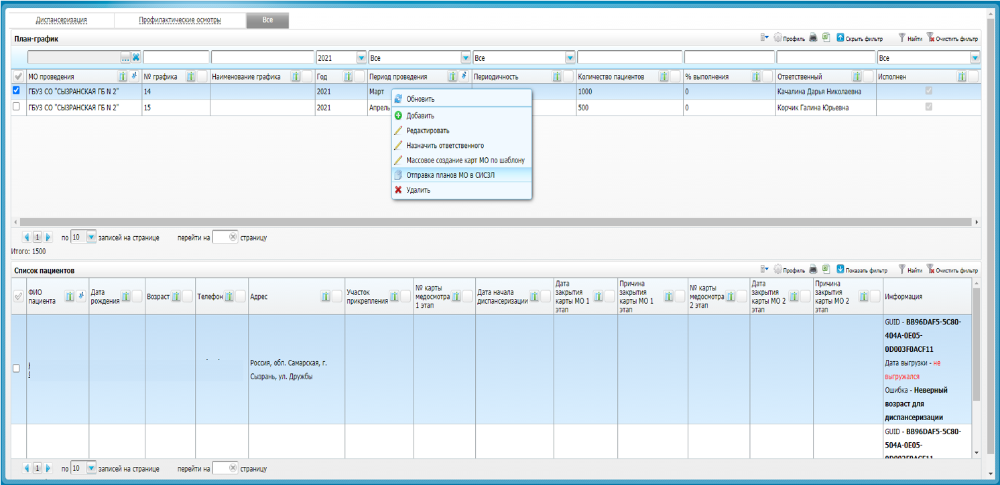 Диспансеризация Профилактические осмотры Все
План-график Профиль Скрыть фильтр Найти Очистить фильтр
... 2021 Все Все Все
МО проведения № графика Наименование графика Год Период проведения Периодичность Количество пациентов % выполнения Ответственный Исполнен
ГБУЗ СО "СЫЗРАНСКАЯ ГБ N 2" 14 2021 Март 1000 0 Качалина Дарья Николаевна
ГБУЗ СО "СЫЗРАНСКАЯ ГБ N 2" 15 2021 Апрель 500 0 Корчик Галина Юрьевна
Обновить
Добавить
Редактировать
Назначить ответственного
Массовое создание карт МО по шаблону
Отправка планов МО в СИСЗЛ
Удалить
1 по 10 записей на странице перейти на страницу
Итого: 1500
Список пациентов Профиль Показать фильтр Найти Очистить фильтр
ФИО
пациента
Дата
рождения
Возраст
Телефон
Адрес
Участок
прикрепления
№ карты
медосмотра
1 этап
Дата начала
диспансеризации
Дата
закрытия
карты МО 1
этап
Причина
закрытия
карты МО 1
этап
№ карты
медосмотра
2 этап
Дата
закрытия
карты МО 2
этап
Причина
закрытия
карты МО 2
этап
Информация
Россия, обл. Самарская, г.
Сызрань, ул. Дружбы
GUID - BB96DAF5-5C80-
404A-0E05-
0D003F0ACF11
Дата выгрузки - не
выгружался
Ошибка - Неверный
возраст для
диспансеризации
GUID - BB96DAF5-5C80-
504A-0E05-
1 по 10 записей на странице перейти на страницу